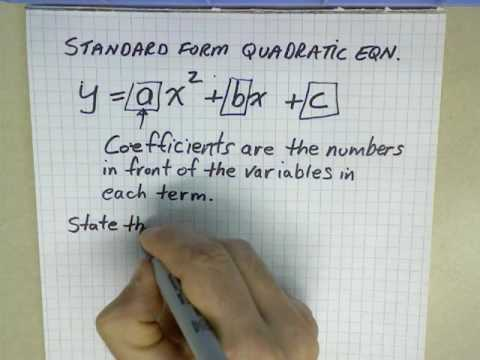 STANDARD FORM QUADRATIC EQN.
y = a x² + b x + c
Coefficients are the numbers
in front of the variables in
each term.
State th